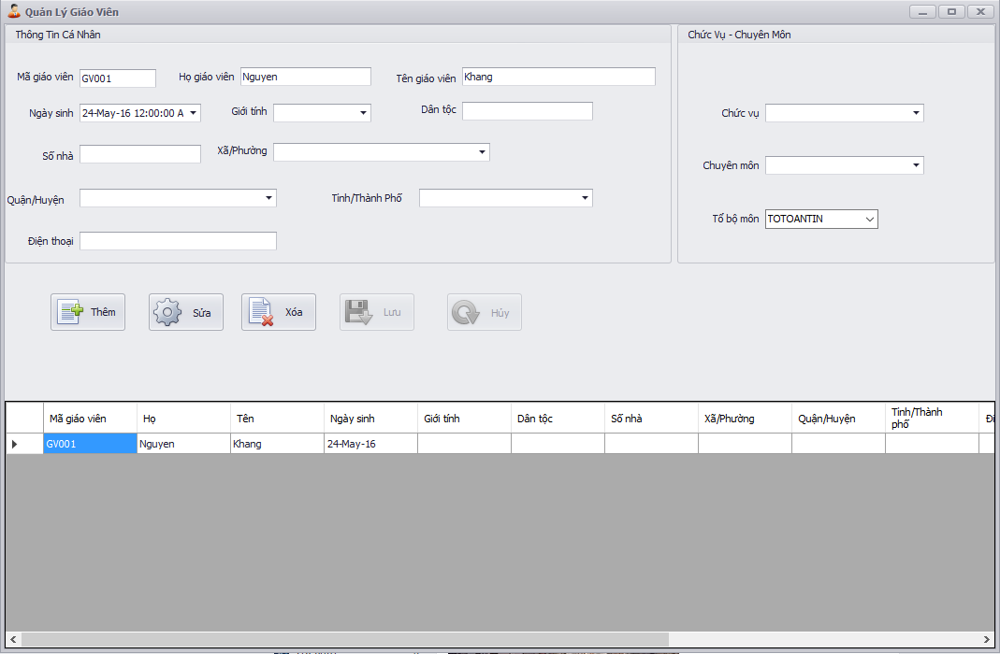 Quản Lý Giáo Viên
Thông Tin Cá Nhân
Mã giáo viên GV001 Họ giáo viên Nguyen Tên giáo viên Khang
Ngày sinh 24-May-16 12:00:00 A Giới tính Dân tộc
Số nhà Xã/Phường
Quận/Huyện Tỉnh/Thành Phố
Điện thoại
Chức Vụ - Chuyên Môn
Chức vụ
Chuyên môn
Tổ bộ môn TOTOANTIN
Thêm Sửa Xóa Lưu Hủy
Mã giáo viên Họ Tên Ngày sinh Giới tính Dân tộc Số nhà Xã/Phường Quận/Huyện Tỉnh/Thành
phố
GV001 Nguyen Khang 24-May-16